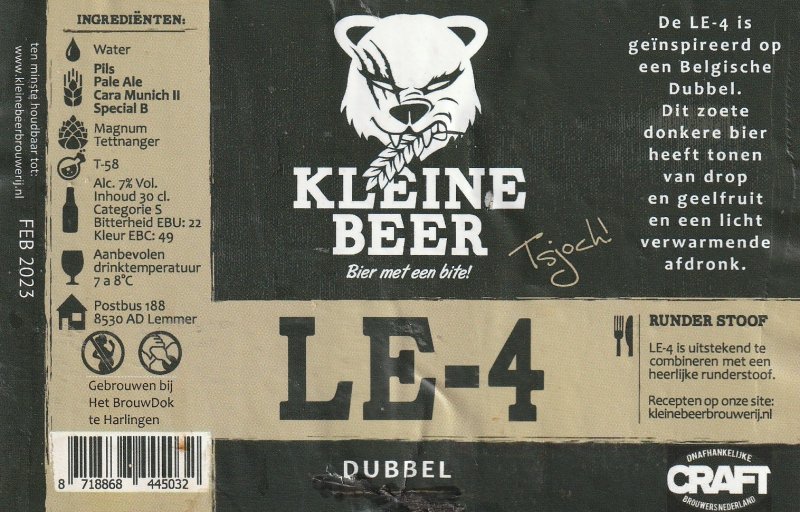 ten minste houdbaar tot:
www.kleinebeerbrouwerij.nl
FEB 2023
INGREDIËNTEN:
Water
Pils
Pale Ale
Cara Munich II
Special B
Magnum
Tettnanger
T-58
Alc. 7% Vol.
Inhoud 30 cl.
Categorie S
Bitterheid EBU: 22
Kleur EBC: 49
Aanbevolen
drinktemperatuur
7 a 8°C
Postbus 188
8530 AD Lemmer
Gebrouwen bij
Het BrouwDok
te Harlingen
8 718868 445032
KLEINE
BEER
Bier met een bite!
Tsjoch!
LE-4
DUBBEL
De LE-4 is
geïnspireerd op
een Belgische
Dubbel.
Dit zoete
donkere bier
heeft tonen
van drop
en geelfruit
en een licht
verwarmende
afdronk.
RUNDER STOOF
LE-4 is uitstekend te
combineren met een
heerlijke runderstoof.
Recepten op onze site:
kleinebeerbrouwerij.nl
ONAFHANKELIJKE
CRAFT
BROUWERSNEDERLAND